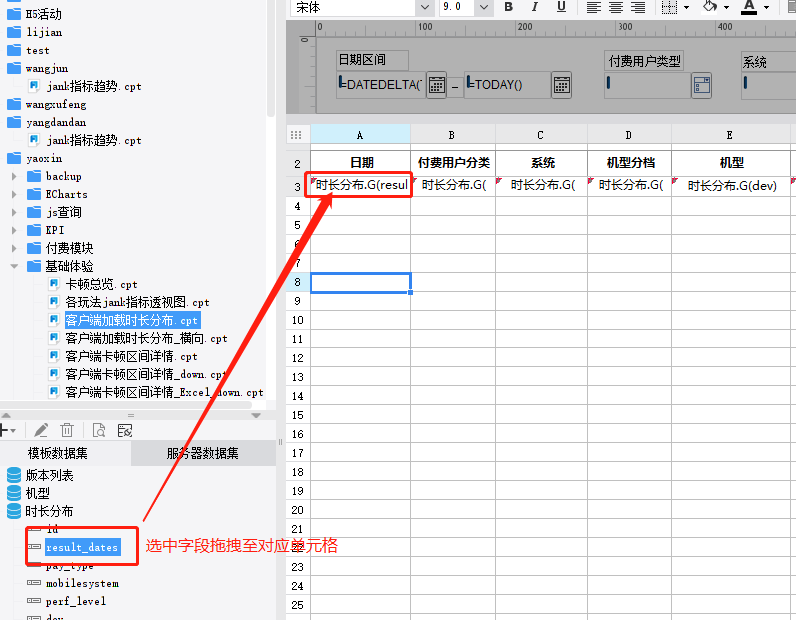 H5活动
lijian
test
wangjun
jank指标趋势.cpt
wangxufeng
yangdandan
jank指标趋势.cpt
yaoxin
backup
ECharts
js查询
KPI
付费模块
基础体验
卡顿总览.cpt
各玩法jank指标透视图.cpt
客户端加载时长分布.cpt
客户端加载时长分布_横向.cpt
客户端卡顿区间详情.cpt
客户端卡顿区间详情_down.cpt
客户端卡顿区间详情_Excel_down.cpt
模板数据集 服务器数据集
版本列表
机型
时长分布
id
result_dates
pay_type
mobilesystem
perf_level
dev
选中字段拖拽至对应单元格
宋体 9.0 B I U A
0 100 200 300 400 500
0
日期区间 付费用户类型 系统
=DATEDELTA( – =TODAY()
A B C D E
2 日期 付费用户分类 系统 机型分档 机型
3 时长分布.G(resul 时长分布.G( 时长分布.G( 时长分布.G( 时长分布.G(dev)
4
5
6
7
8
9
10
11
12
13
14
15
16
17
18
19
20
21
22
23
24
25